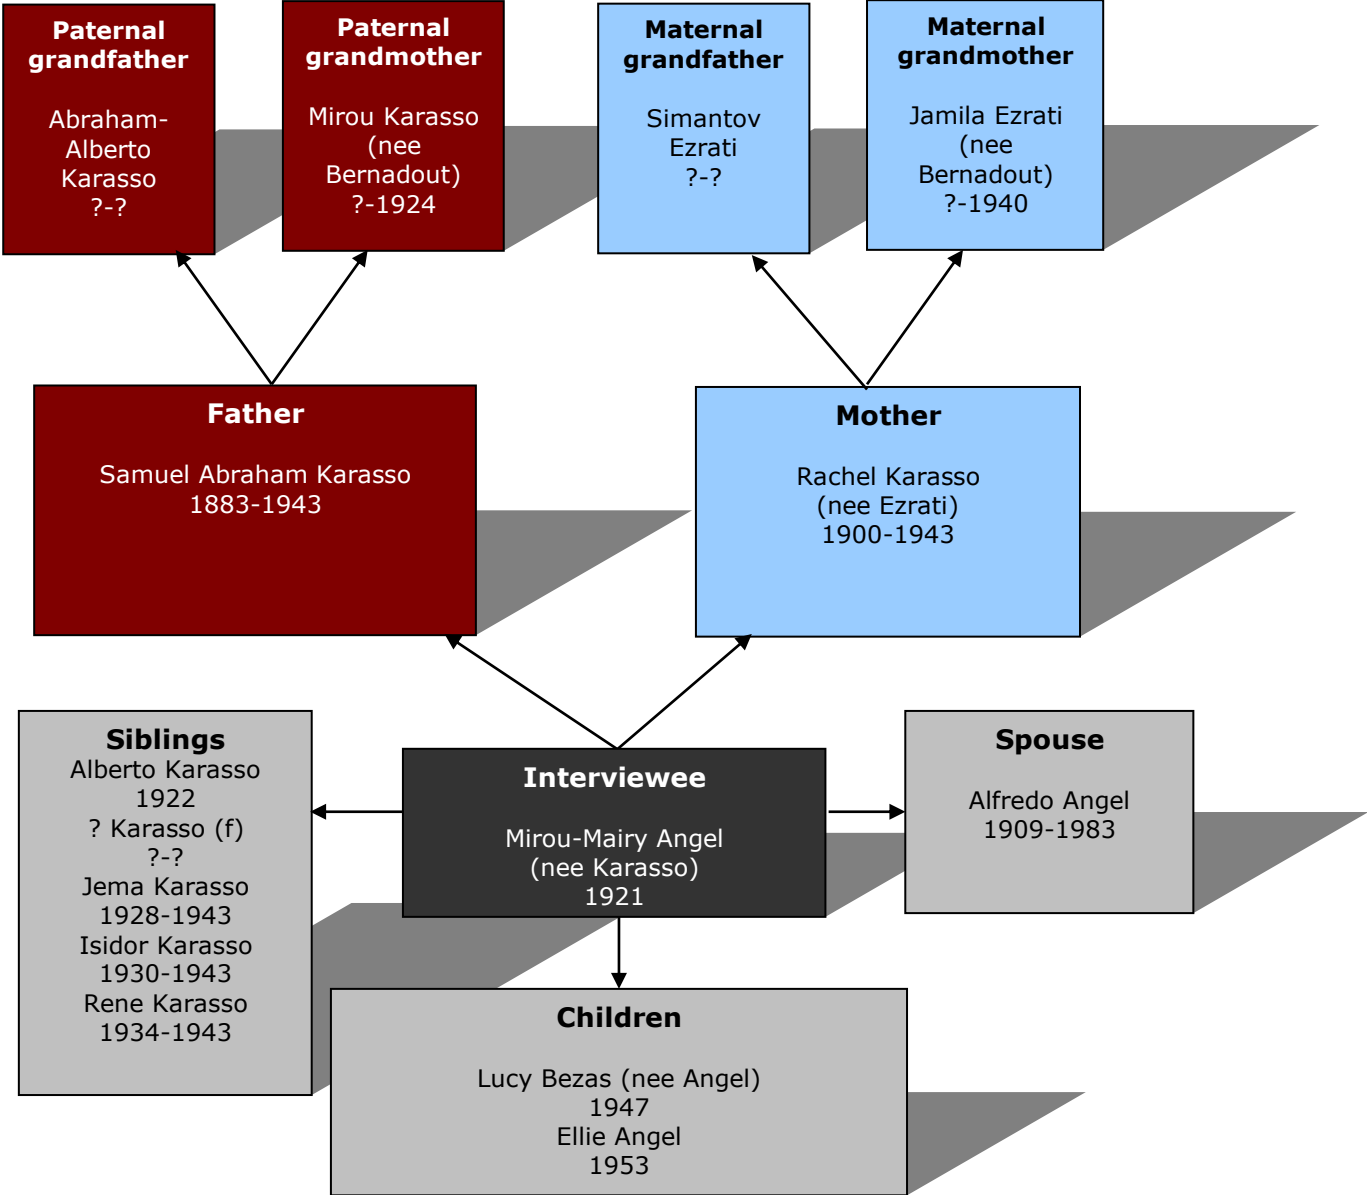 Paternal
grandfather
Abraham-
Alberto
Karasso
?-?
Paternal
grandmother
Mirou Karasso
(nee
Bernadout)
?-1924
Maternal
grandfather
Simantov
Ezrati
?-?
Maternal
grandmother
Jamila Ezrati
(nee
Bernadout)
?-1940
Father
Samuel Abraham Karasso
1883-1943
Mother
Rachel Karasso
(nee Ezrati)
1900-1943
Siblings
Alberto Karasso
1922
? Karasso (f)
?-?
Jema Karasso
1928-1943
Isidor Karasso
1930-1943
Rene Karasso
1934-1943
Interviewee
Mirou-Mairy Angel
(nee Karasso)
1921
Spouse
Alfredo Angel
1909-1983
Children
Lucy Bezas (nee Angel)
1947
Ellie Angel
1953